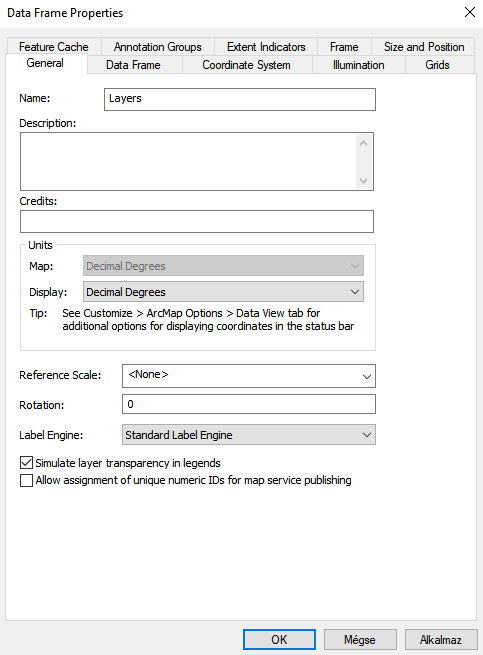 Data Frame Properties
Feature Cache Annotation Groups Extent Indicators Frame Size and Position
General Data Frame Coordinate System Illumination Grids
Name: Layers
Description:
Credits:
Units
Map: Decimal Degrees
Display: Decimal Degrees
Tip: See Customize > ArcMap Options > Data View tab for
additional options for displaying coordinates in the status bar
Reference Scale: <None>
Rotation: 0
Label Engine: Standard Label Engine
Simulate layer transparency in legends
Allow assignment of unique numeric IDs for map service publishing
OK Mégse Alkalmaz